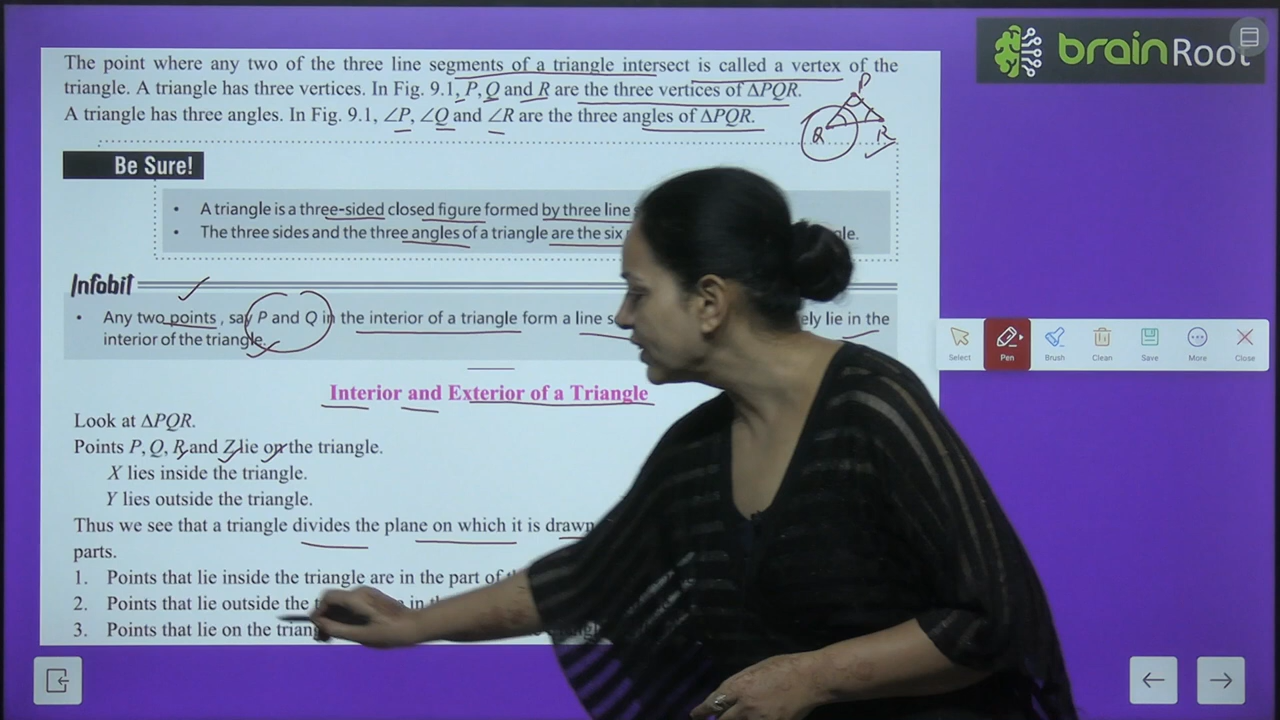 The point where any two of the three line segments of a triangle intersect is called a vertex of the
triangle. A triangle has three vertices. In Fig. 9.1, P, Q and R are the three vertices of ΔPQR.
A triangle has three angles. In Fig. 9.1, ∠P, ∠Q and ∠R are the three angles of ΔPQR.
brainRoot
P
Q
R
Be Sure!
• A triangle is a three-sided closed figure formed by three line
• The three sides and the three angles of a triangle are the six
Infobit
• Any two points , say P and Q in the interior of a triangle form a line lie in the
interior of the triangle.
Interior and Exterior of a Triangle
Look at ΔPQR.
Points P, Q, R and Z lie on the triangle.
X lies inside the triangle.
Y lies outside the triangle.
Thus we see that a triangle divides the plane on which it is drawn
parts.
1. Points that lie inside the triangle are in the part of
2. Points that lie outside the in
3. Points that lie on the
Select
Pen
Brush
Clean
Save
More
Close